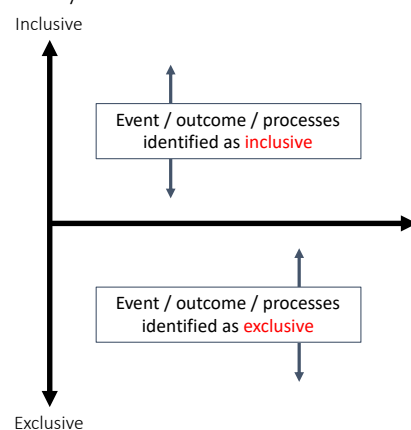 Inclusive
Event / outcome / processes
identified as inclusive
Event / outcome / processes
identified as exclusive
Exclusive